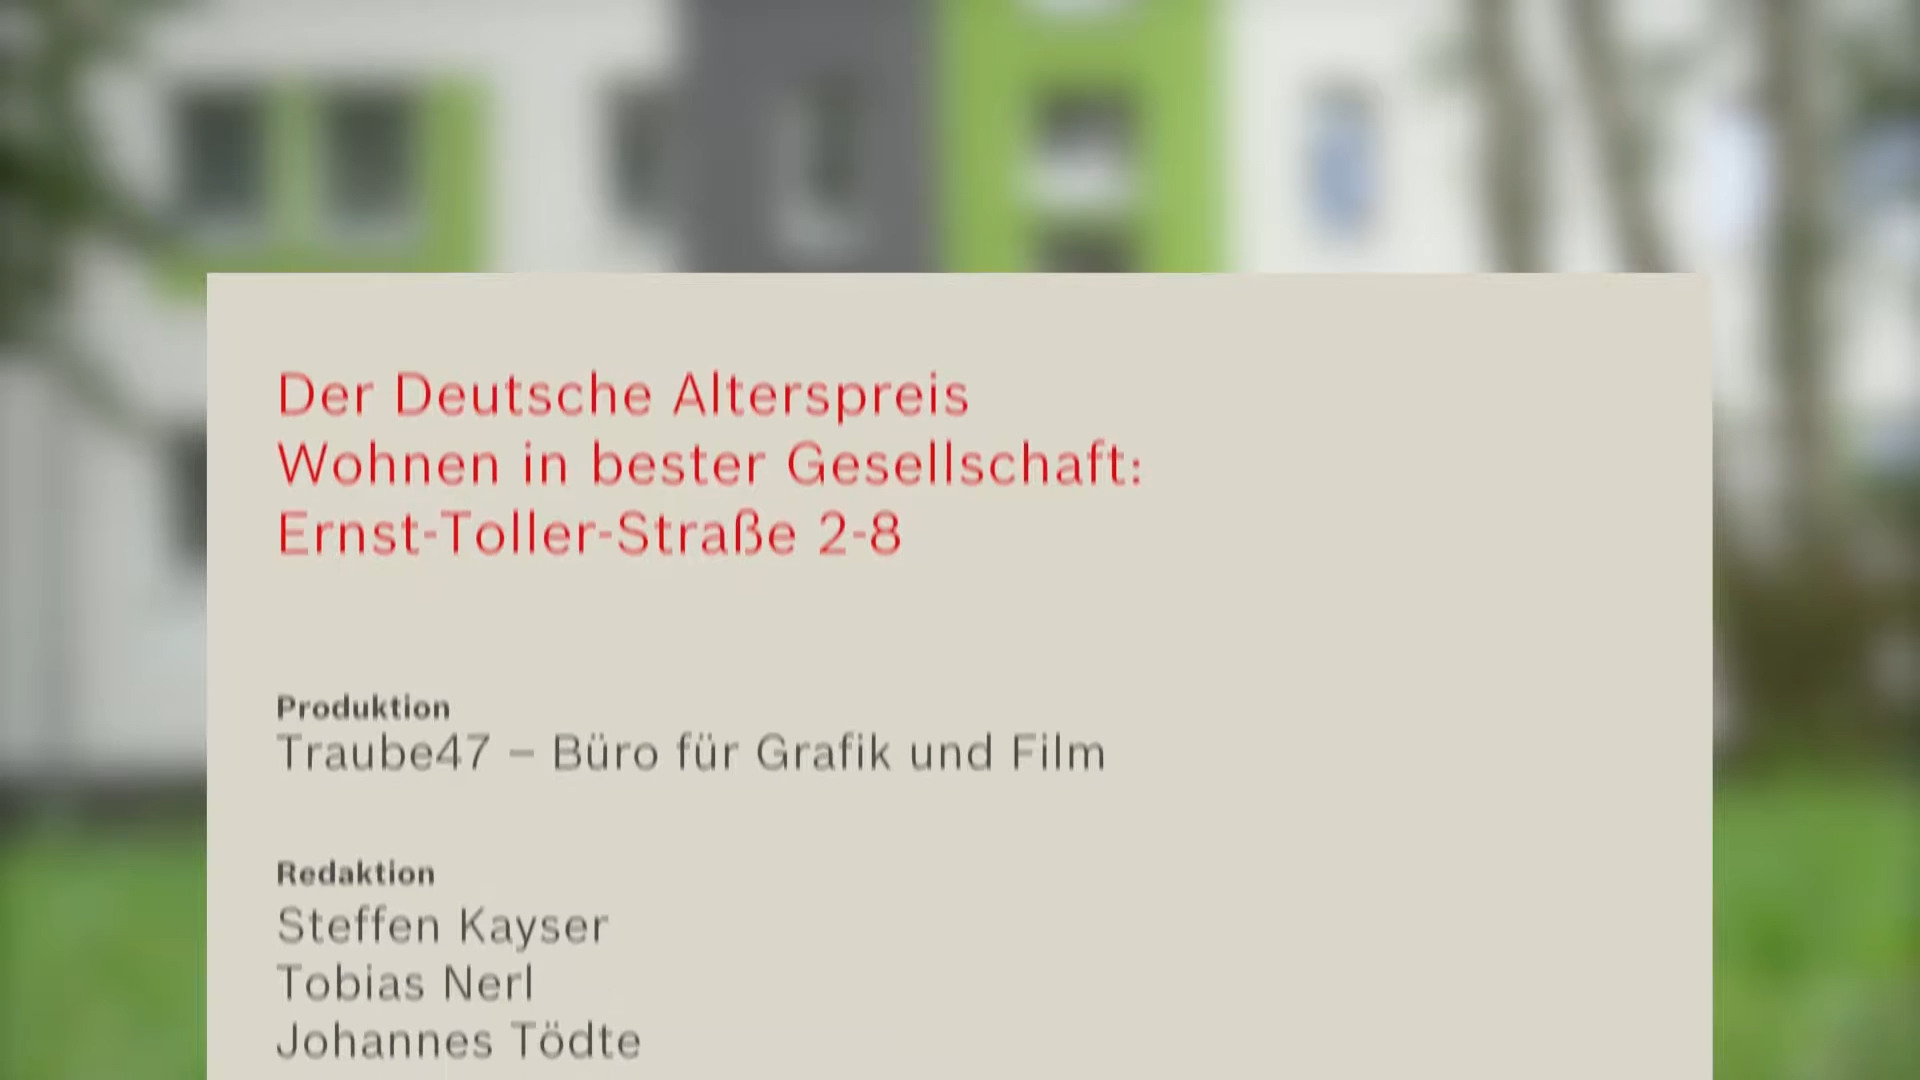 Der Deutsche Alterspreis
Wohnen in bester Gesellschaft:
Ernst-Toller-Straße 2-8
Produktion
Traube47 – Büro für Grafik und Film
Redaktion
Steffen Kayser
Tobias Nerl
Johannes Tödte